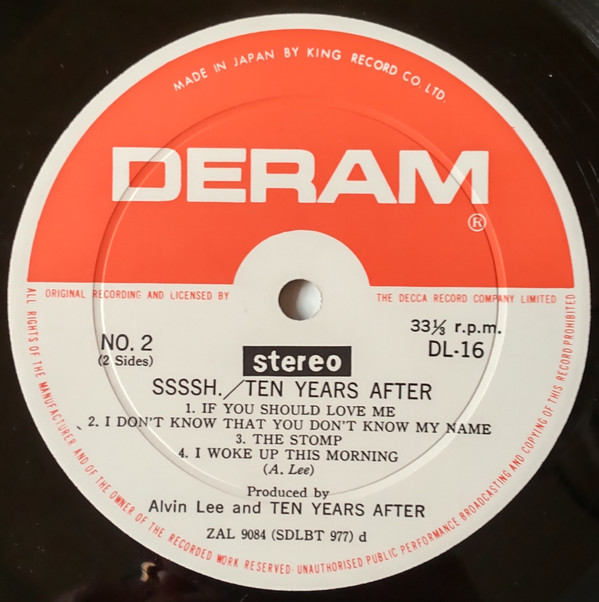 MADE IN JAPAN BY KING RECORD CO., LTD.
DERAM
®
ORIGINAL RECORDING AND LICENSED BY THE DECCA RECORD COMPANY LIMITED
NO. 2
(2 Sides)
33⅓ r.p.m.
DL-16
stereo
SSSSH./TEN YEARS AFTER
1. IF YOU SHOULD LOVE ME
2. I DON'T KNOW THAT YOU DON'T KNOW MY NAME
3. THE STOMP
4. I WOKE UP THIS MORNING
(A. Lee)
Produced by
Alvin Lee and TEN YEARS AFTER
ZAL 9084 (SDLBT 977) d
ALL RIGHTS OF THE MANUFACTURER AND OF THE OWNER OF THE RECORDED WORK RESERVED·UNAUTHORISED PUBLIC PERFORMANCE BROADCASTING AND COPYING OF THIS RECORD PROHIBITED